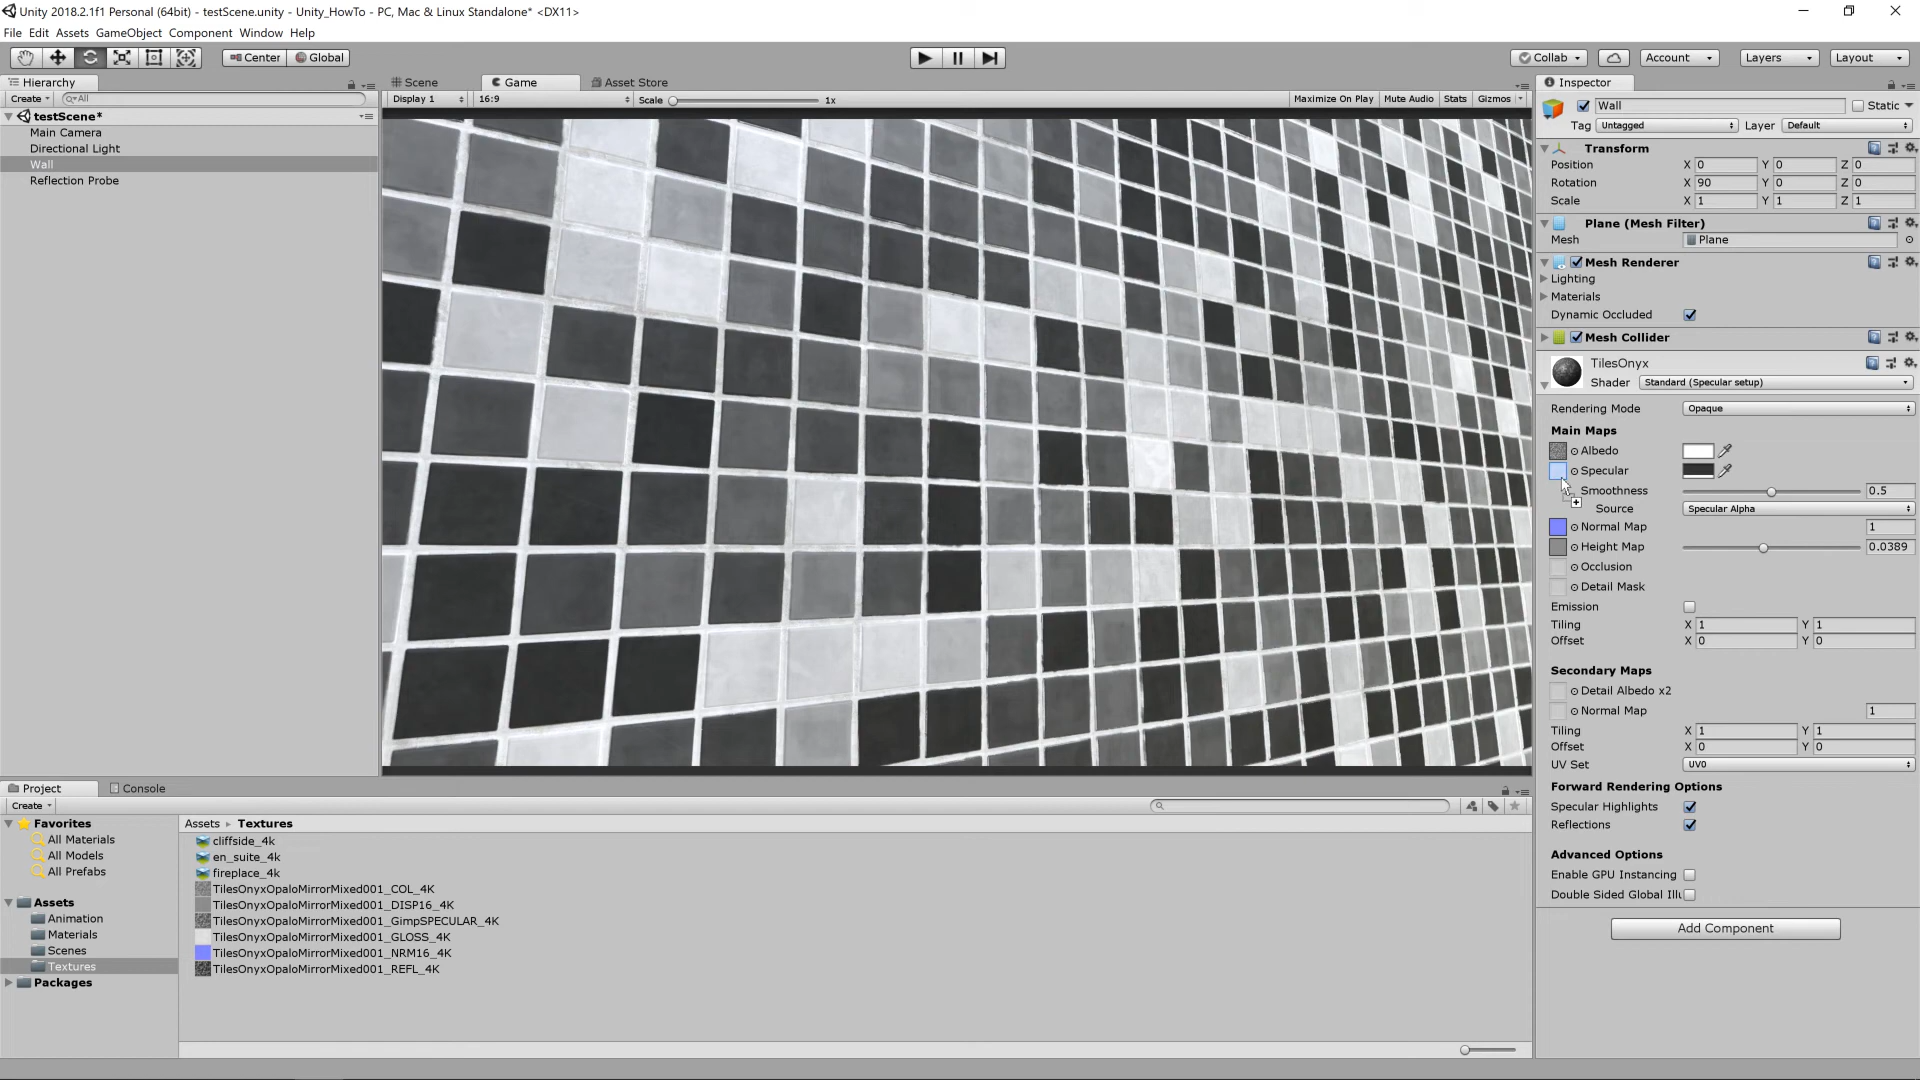 Unity 2018.2.1f1 Personal (64bit) - testScene.unity - Unity_HowTo - PC, Mac & Linux Standalone* <DX11>
File Edit Assets GameObject Component Window Help
Center Global
Collab Account Layers Layout
Hierarchy
Create All
testScene*
Main Camera
Directional Light
Wall
Reflection Probe
Scene Game Asset Store
Display 1 16:9 Scale 1x Maximize On Play Mute Audio Stats Gizmos
Inspector
Wall Static
Tag Untagged Layer Default
Transform
Position X 0 Y 0 Z 0
Rotation X 90 Y 0 Z 0
Scale X 1 Y 1 Z 1
Plane (Mesh Filter)
Mesh Plane
Mesh Renderer
Lighting
Materials
Dynamic Occluded
Mesh Collider
TilesOnyx
Shader Standard (Specular setup)
Rendering Mode Opaque
Main Maps
Albedo
Specular
Smoothness 0.5
Source Specular Alpha
Normal Map 1
Height Map 0.0389
Occlusion
Detail Mask
Emission
Tiling X 1 Y 1
Offset X 0 Y 0
Secondary Maps
Detail Albedo x2
Normal Map 1
Tiling X 1 Y 1
Offset X 0 Y 0
UV Set UV0
Forward Rendering Options
Specular Highlights
Reflections
Advanced Options
Enable GPU Instancing
Double Sided Global Illu
Add Component
Project Console
Create
Favorites
All Materials
All Models
All Prefabs
Assets
Animation
Materials
Scenes
Textures
Packages
Assets Textures
cliffside_4k
en_suite_4k
fireplace_4k
TilesOnyxOpaloMirrorMixed001_COL_4K
TilesOnyxOpaloMirrorMixed001_DISP16_4K
TilesOnyxOpaloMirrorMixed001_GimpSPECULAR_4K
TilesOnyxOpaloMirrorMixed001_GLOSS_4K
TilesOnyxOpaloMirrorMixed001_NRM16_4K
TilesOnyxOpaloMirrorMixed001_REFL_4K